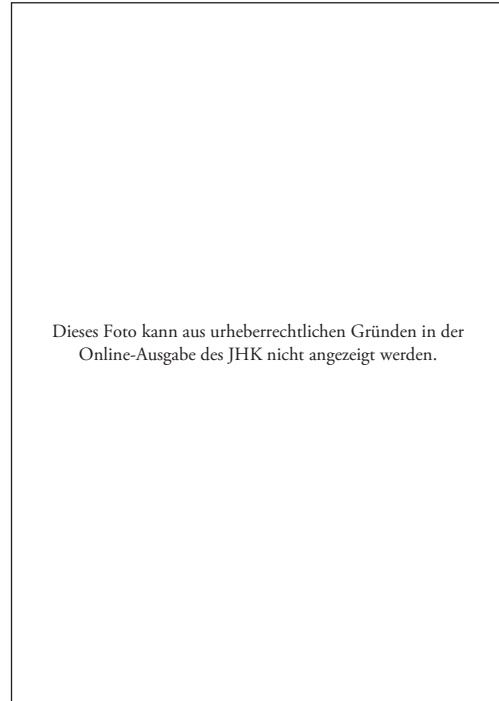 Dieses Foto kann aus urheberrechtlichen Gründen in der
Online-Ausgabe des JHK nicht angezeigt werden.